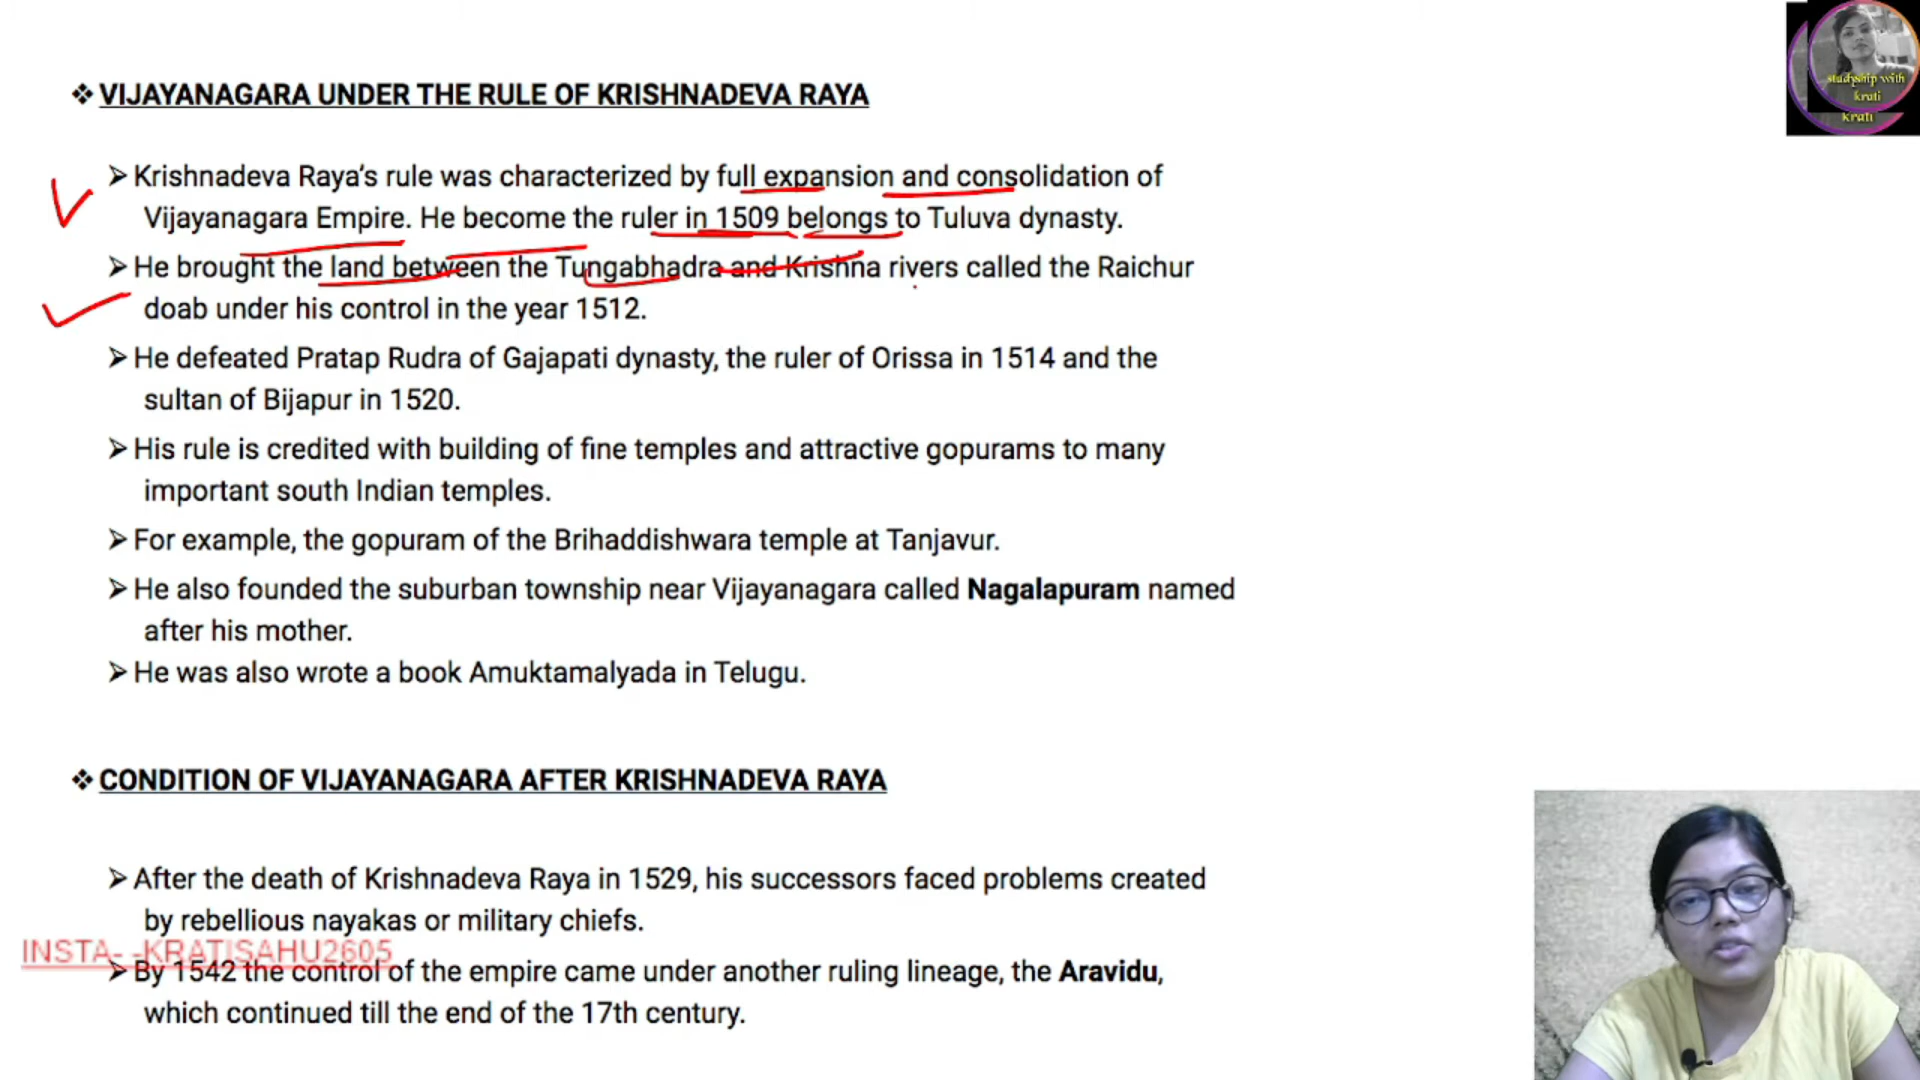 studyship with
krati
krati
❖ VIJAYANAGARA UNDER THE RULE OF KRISHNADEVA RAYA
➤ Krishnadeva Raya's rule was characterized by full expansion and consolidation of
Vijayanagara Empire. He become the ruler in 1509 belongs to Tuluva dynasty.
➤ He brought the land between the Tungabhadra and Krishna rivers called the Raichur
doab under his control in the year 1512.
➤ He defeated Pratap Rudra of Gajapati dynasty, the ruler of Orissa in 1514 and the
sultan of Bijapur in 1520.
➤ His rule is credited with building of fine temples and attractive gopurams to many
important south Indian temples.
➤ For example, the gopuram of the Brihaddishwara temple at Tanjavur.
➤ He also founded the suburban township near Vijayanagara called Nagalapuram named
after his mother.
➤ He was also wrote a book Amuktamalyada in Telugu.
❖ CONDITION OF VIJAYANAGARA AFTER KRISHNADEVA RAYA
➤ After the death of Krishnadeva Raya in 1529, his successors faced problems created
by rebellious nayakas or military chiefs.
INSTA- -KRATISAHU2605
➤ By 1542 the control of the empire came under another ruling lineage, the Aravidu,
which continued till the end of the 17th century.